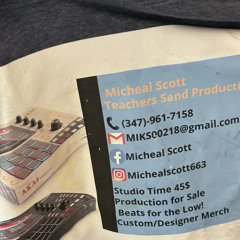 Micheal Scott
Teachers Sand Product
(347)-961-7158
MIKS00218@gmail.com
Micheal Scott
Michealscott663
Studio Time 45$
Production for Sale
Beats for the Low!
Custom/Designer Merch
AKAI